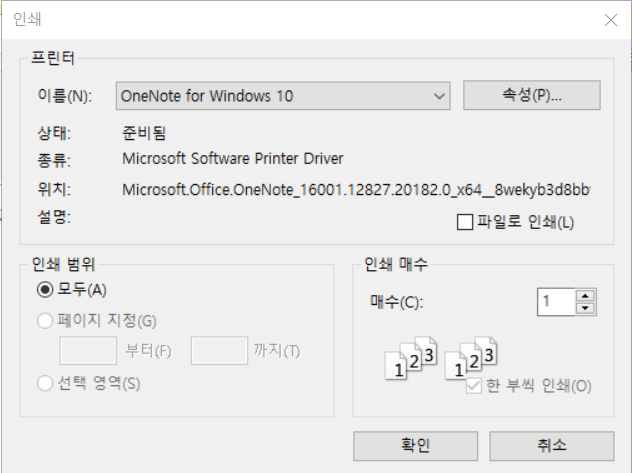 인쇄
프린터
이름(N): OneNote for Windows 10 속성(P)...
상태: 준비됨
종류: Microsoft Software Printer Driver
위치: Microsoft.Office.OneNote_16001.12827.20182.0_x64__8wekyb3d8bb
설명: 파일로 인쇄(L)
인쇄 범위
모두(A)
페이지 지정(G)
부터(F) 까지(T)
선택 영역(S)
인쇄 매수
매수(C): 1
1 2 3 1 2 3
한 부씩 인쇄(O)
확인 취소